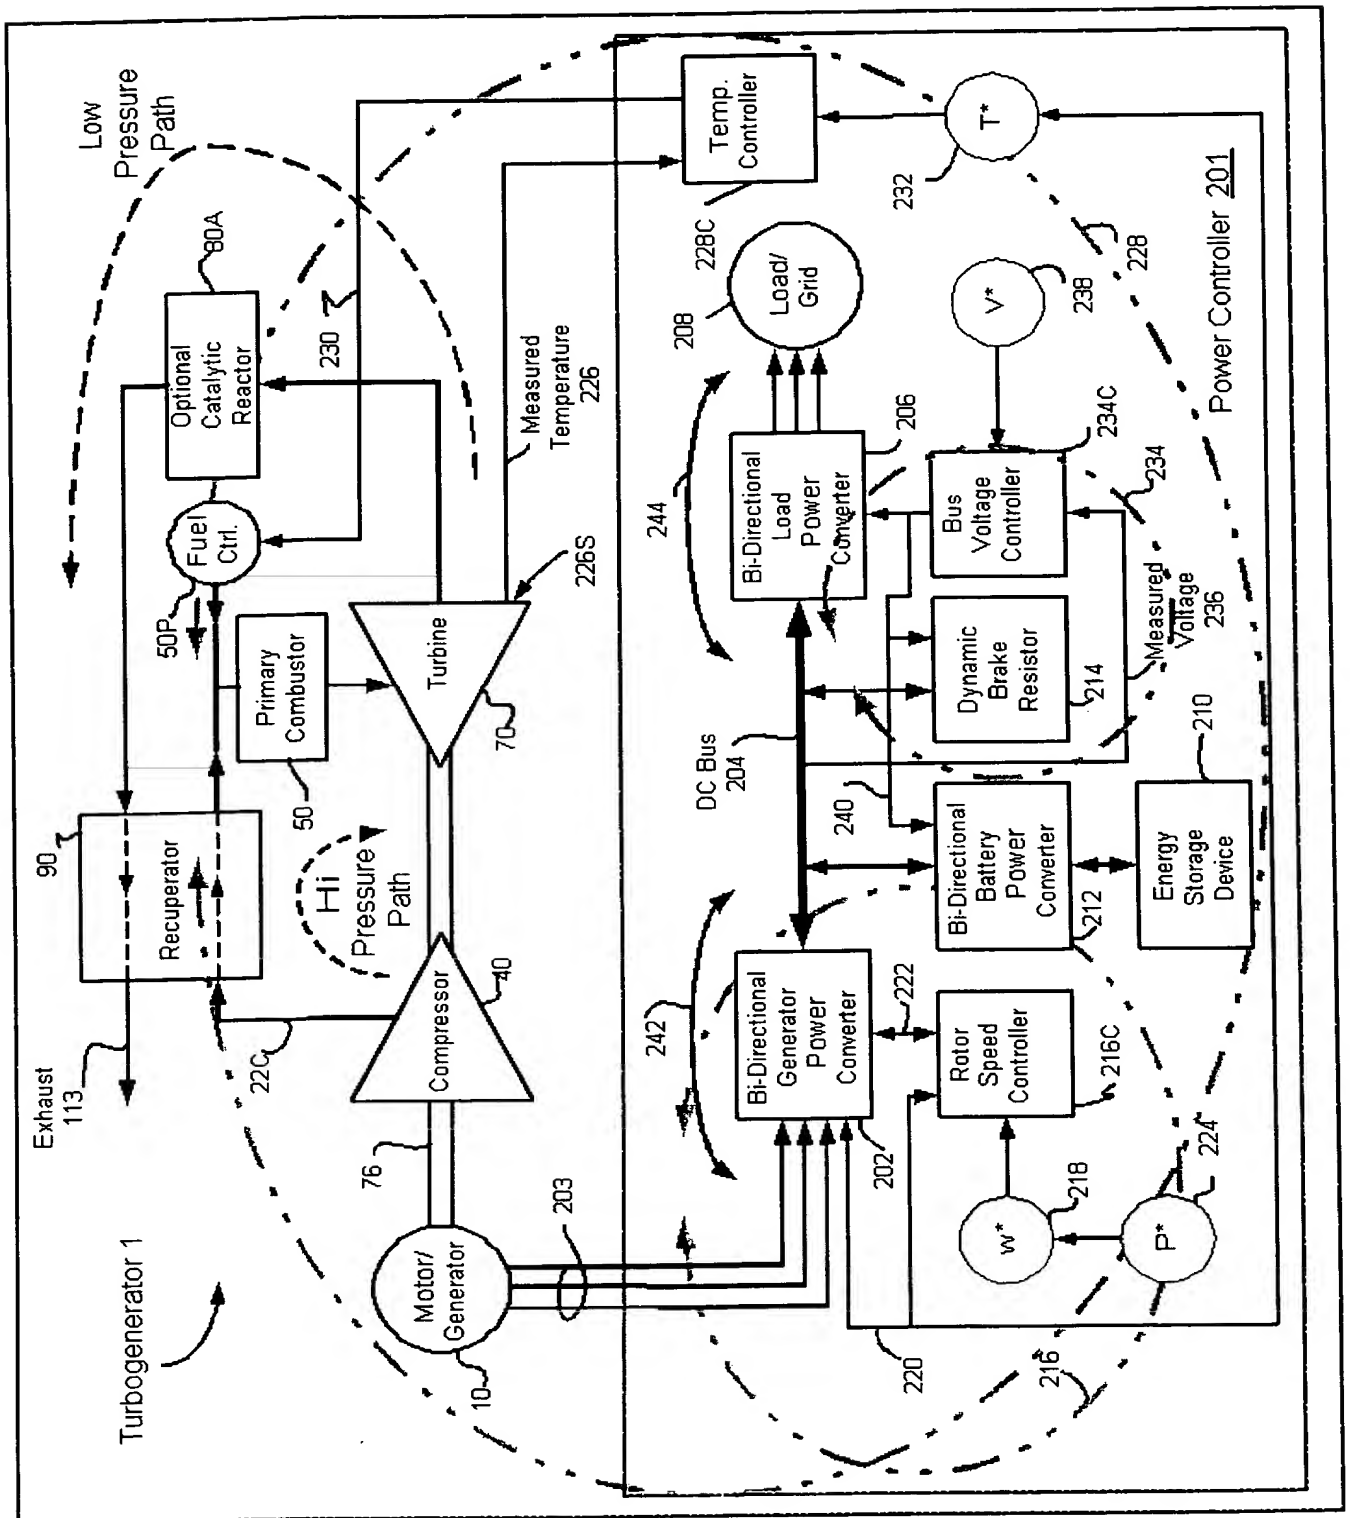 Turbogenerator 1
Exhaust
113
Recuperator
90
22C
Low
Pressure
Path
Optional
Catalytic
Reactor
80A
Fuel
Ctrl.
50P
230
Primary
Combustor
50
Hi
Pressure
Path
Motor/
Generator
10
76
Compressor
40
Turbine
70
226S
Measured
Temperature
226
203
Temp.
Controller
228C
T*
232
242
DC Bus
204
244
Bi-Directional
Generator
Power
Converter
202
Bi-Directional
Load
Power
Converter
206
Load/
Grid
208
240
222
Rotor
Speed
Controller
216C
Bi-Directional
Battery
Power
Converter
212
Dynamic
Brake
Resistor
214
Bus
Voltage
Controller
234C
V*
238
228
w*
218
P*
224
220
216
Energy
Storage
Device
210
Measured
Voltage
236
234
Power Controller 201